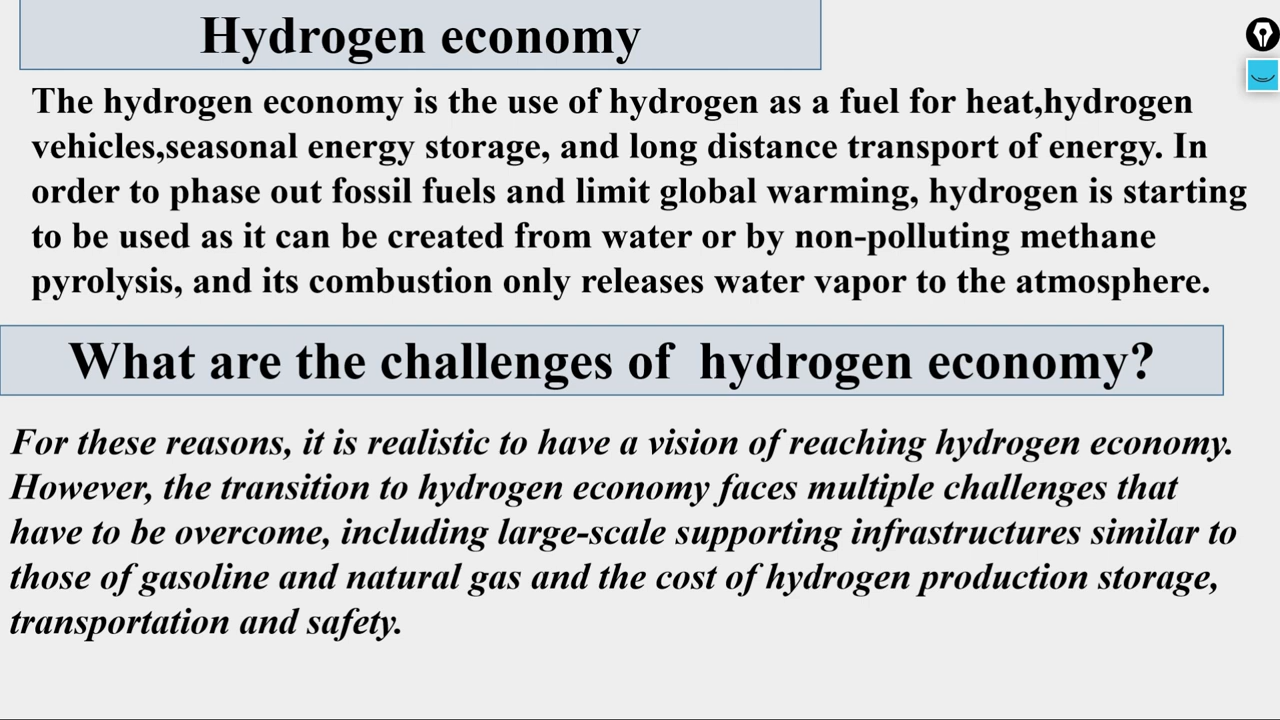 Hydrogen economy
The hydrogen economy is the use of hydrogen as a fuel for heat,hydrogen
vehicles,seasonal energy storage, and long distance transport of energy. In
order to phase out fossil fuels and limit global warming, hydrogen is starting
to be used as it can be created from water or by non-polluting methane
pyrolysis, and its combustion only releases water vapor to the atmosphere.
What are the challenges of  hydrogen economy?
For these reasons, it is realistic to have a vision of reaching hydrogen economy.
However, the transition to hydrogen economy faces multiple challenges that
have to be overcome, including large-scale supporting infrastructures similar to
those of gasoline and natural gas and the cost of hydrogen production storage,
transportation and safety.